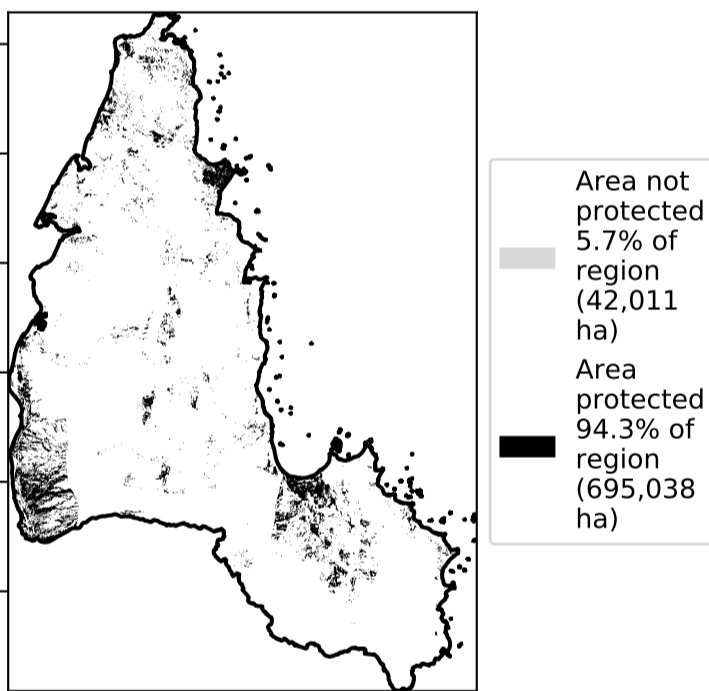 Area not
protected
5.7% of
region
(42,011
ha)
Area
protected
94.3% of
region
(695,038
ha)